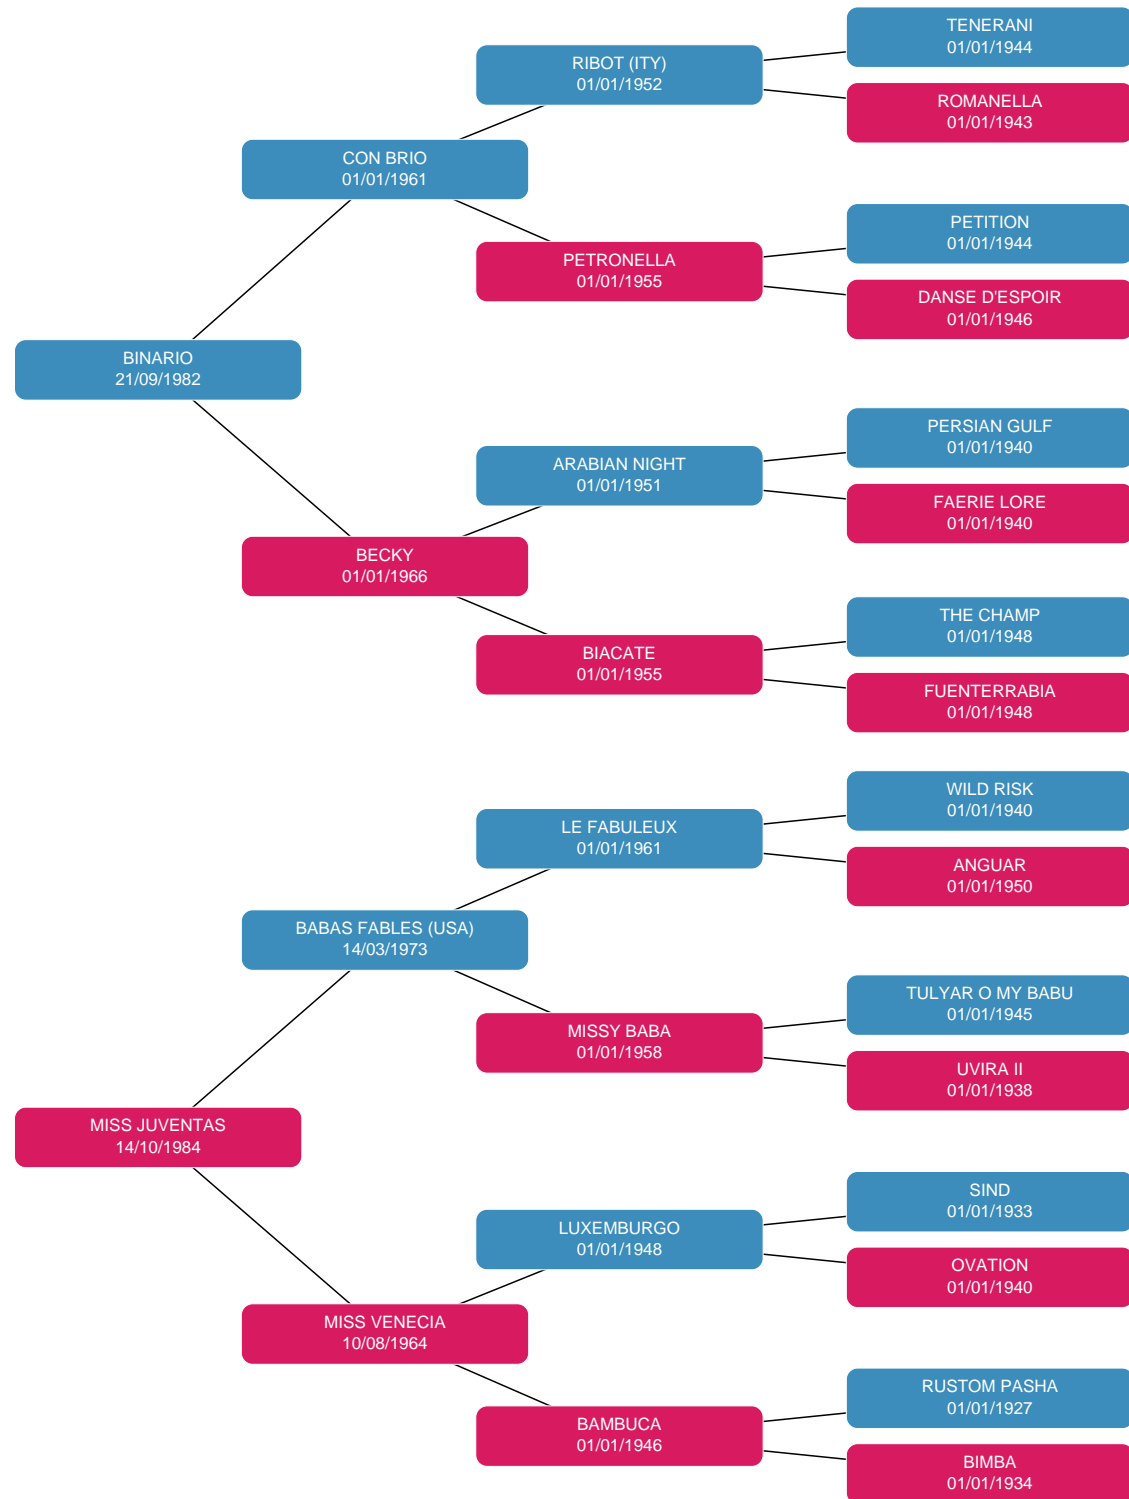 TENERANI
01/01/1944
RIBOT (ITY)
01/01/1952
ROMANELLA
01/01/1943
CON BRIO
01/01/1961
PETITION
01/01/1944
PETRONELLA
01/01/1955
DANSE D'ESPOIR
01/01/1946
BINARIO
21/09/1982
PERSIAN GULF
01/01/1940
ARABIAN NIGHT
01/01/1951
FAERIE LORE
01/01/1940
BECKY
01/01/1966
THE CHAMP
01/01/1948
BIACATE
01/01/1955
FUENTERRABIA
01/01/1948
WILD RISK
01/01/1940
LE FABULEUX
01/01/1961
ANGUAR
01/01/1950
BABAS FABLES (USA)
14/03/1973
TULYAR O MY BABU
01/01/1945
MISSY BABA
01/01/1958
UVIRA II
01/01/1938
MISS JUVENTAS
14/10/1984
SIND
01/01/1933
LUXEMBURGO
01/01/1948
OVATION
01/01/1940
MISS VENECIA
10/08/1964
RUSTOM PASHA
01/01/1927
BAMBUCA
01/01/1946
BIMBA
01/01/1934